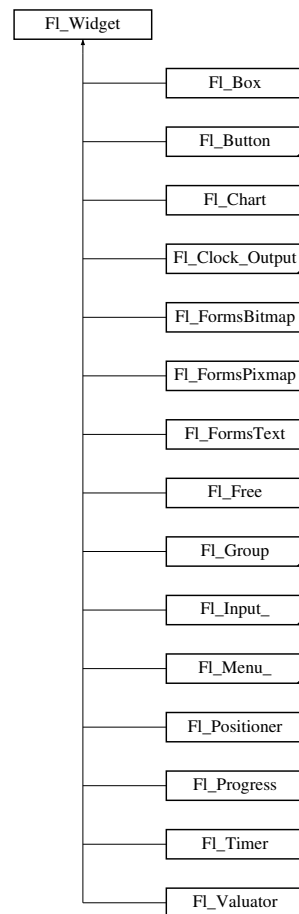 Fl_Widget
Fl_Box
Fl_Button
Fl_Chart
Fl_Clock_Output
Fl_FormsBitmap
Fl_FormsPixmap
Fl_FormsText
Fl_Free
Fl_Group
Fl_Input_
Fl_Menu_
Fl_Positioner
Fl_Progress
Fl_Timer
Fl_Valuator